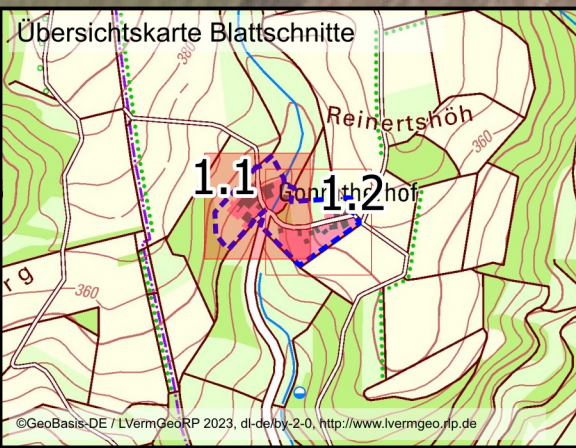 Übersichtskarte Blattschnitte
380
Reinertshöh
360
1.1
1.2
rg
360
©GeoBasis-DE / LVermGeoRP 2023, dl-de/by-2-0, http://www.lvermgeo.rlp.de